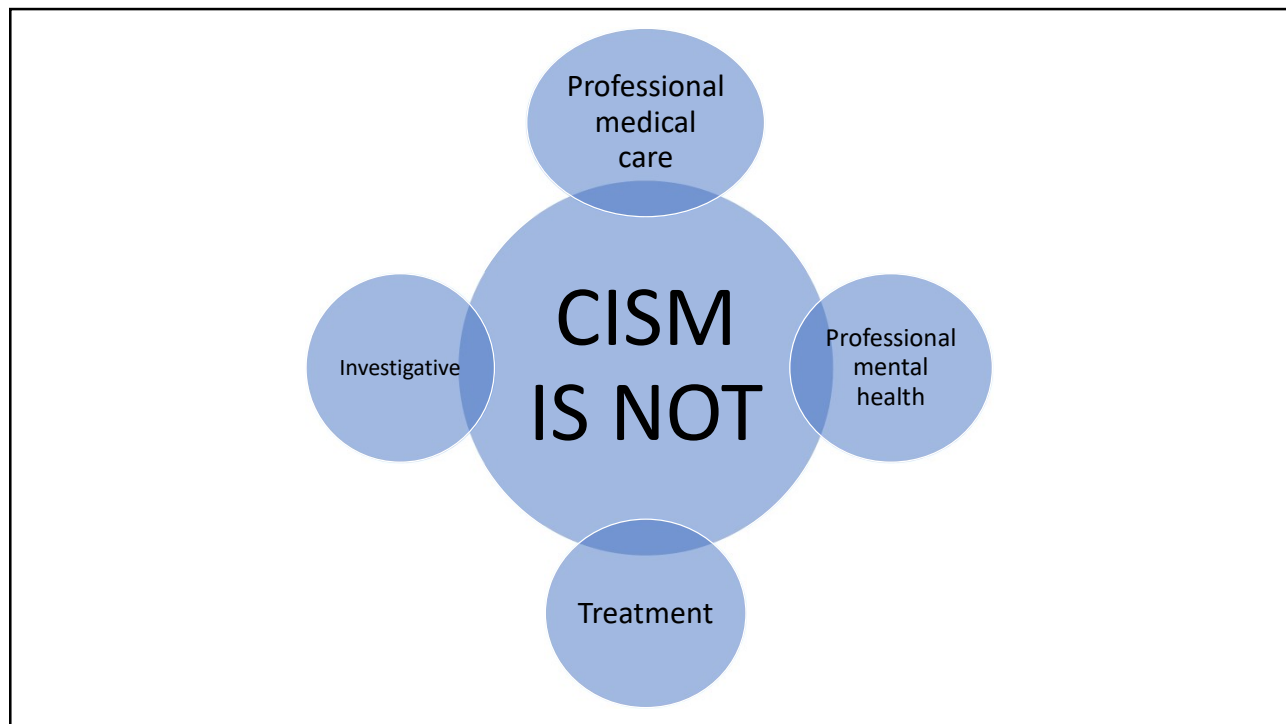 Professional
medical
care
CISM
IS NOT
Investigative
Professional
mental
health
Treatment